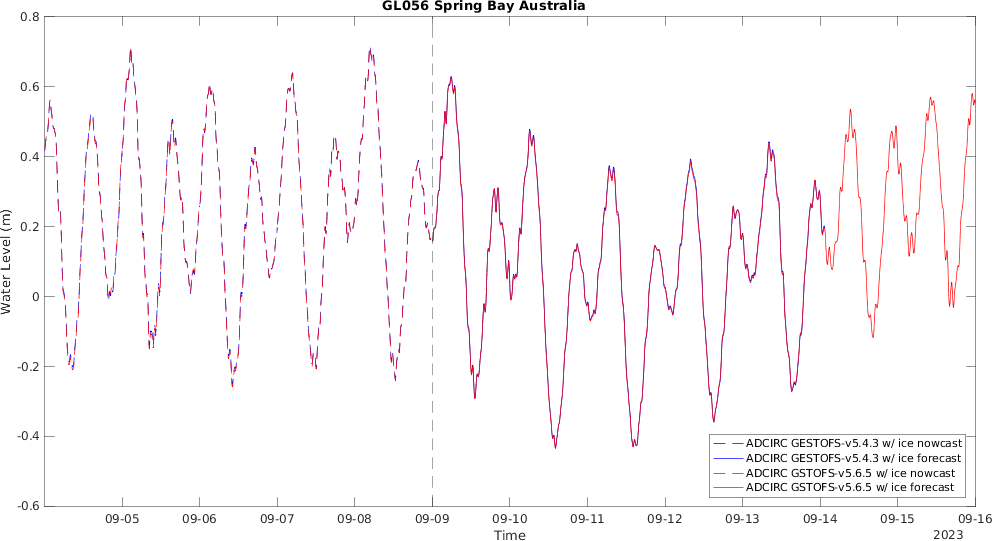 GL056 Spring Bay Australia
0.8
0.6
0.4
0.2
0
-0.2
-0.4
-0.6
Water Level (m)
ADCIRC GESTOFS-v5.4.3 w/ ice nowcast
ADCIRC GESTOFS-v5.4.3 w/ ice forecast
ADCIRC GSTOFS-v5.6.5 w/ ice nowcast
ADCIRC GSTOFS-v5.6.5 w/ ice forecast
09-05 09-06 09-07 09-08 09-09 09-10 09-11 09-12 09-13 09-14 09-15 09-16
Time
2023